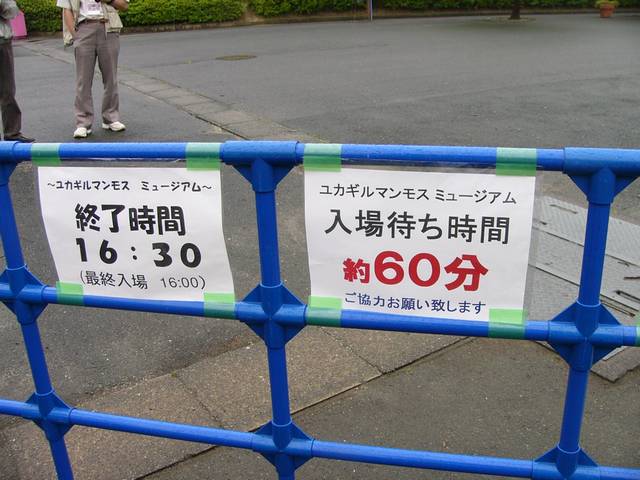 ～ユカギルマンモス ミュージアム～
終了時間
16：30
(最終入場 16:00)
ユカギルマンモス ミュージアム
入場待ち時間
約60分
ご協力お願い致します